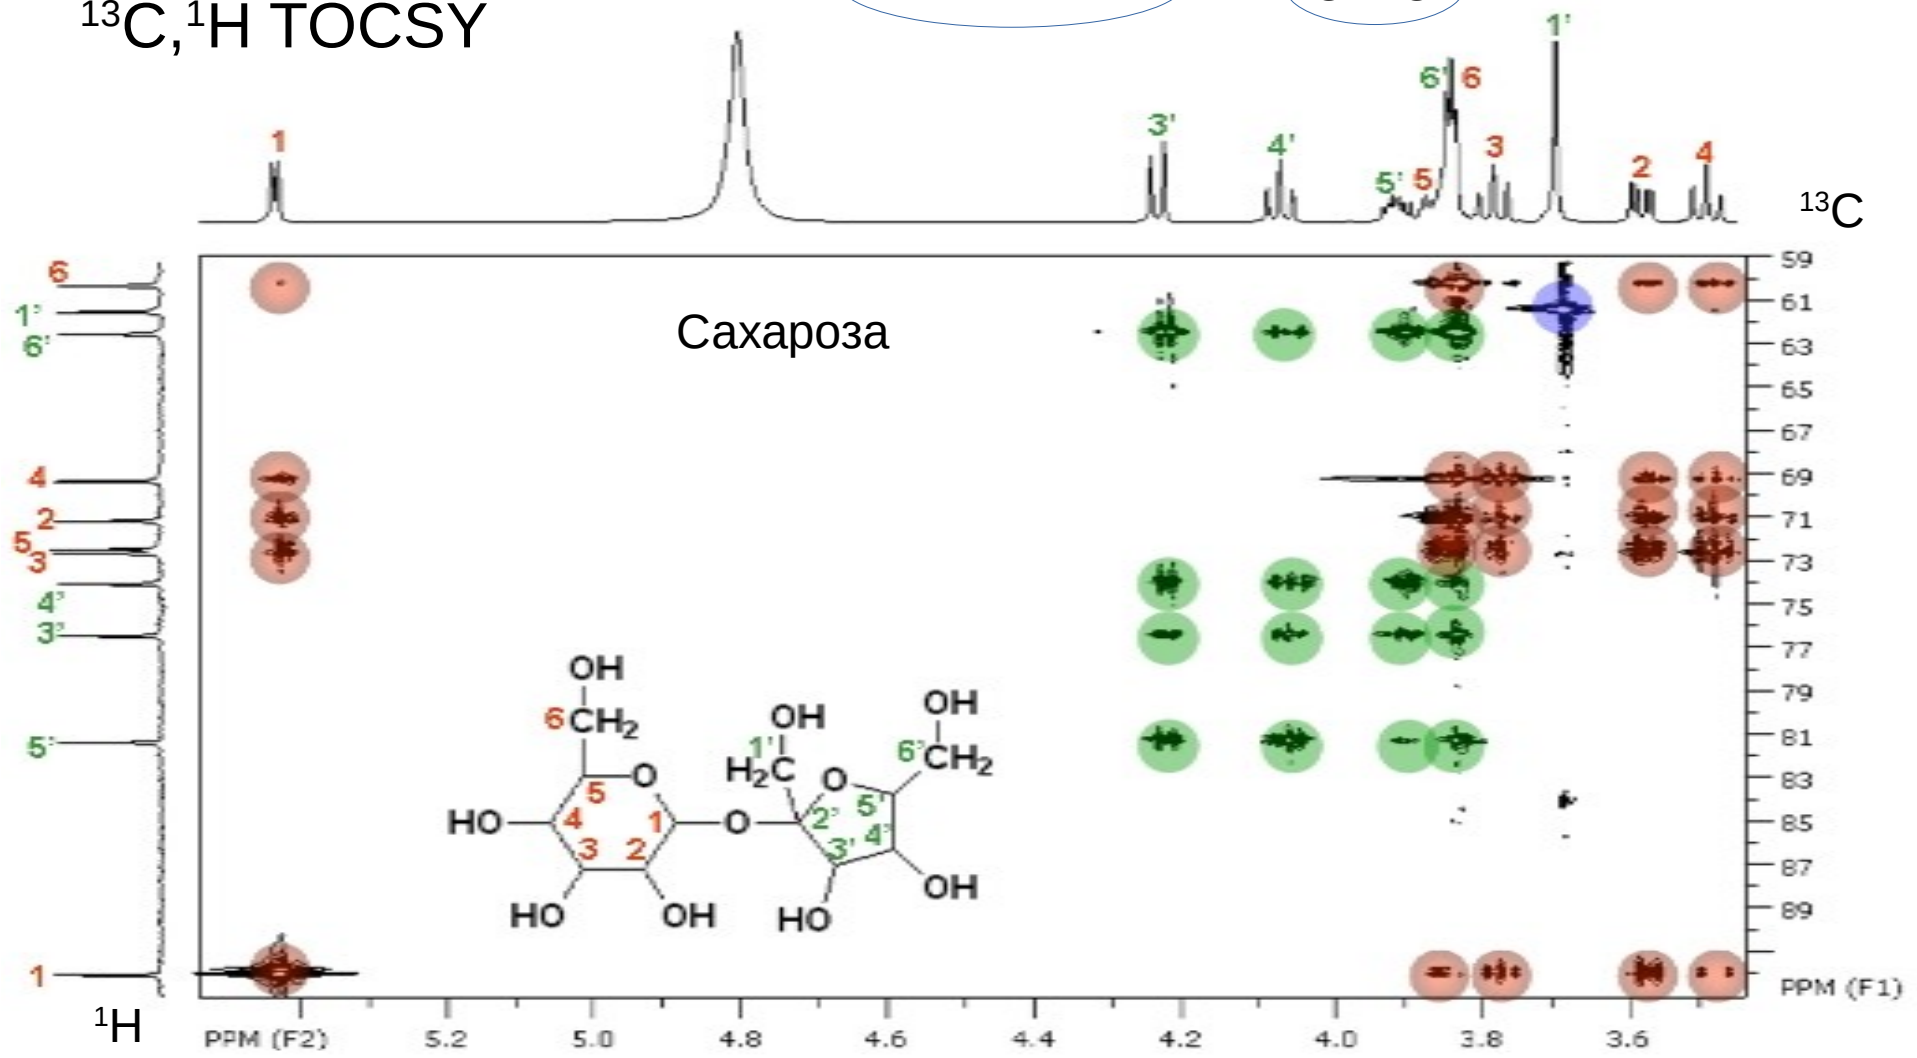 ¹³C,¹H TOCSY
1'
6' 6
1 3' 4' 5' 5 3 2 4
¹³C
6
1'
6'
4
2
5
3
4'
3'
5'
1
Сахароза
59
61
63
65
67
69
71
73
75
77
79
81
83
85
87
89
PPM (F1)
OH
6 CH₂
O
5
HO 4 1 O
3 2
HO OH
OH
1'
H₂C
O
2' 5'
3' 4'
HO OH
OH
6' CH₂
¹H
PPM (F2) 5.2 5.0 4.8 4.6 4.4 4.2 4.0 3.8 3.6